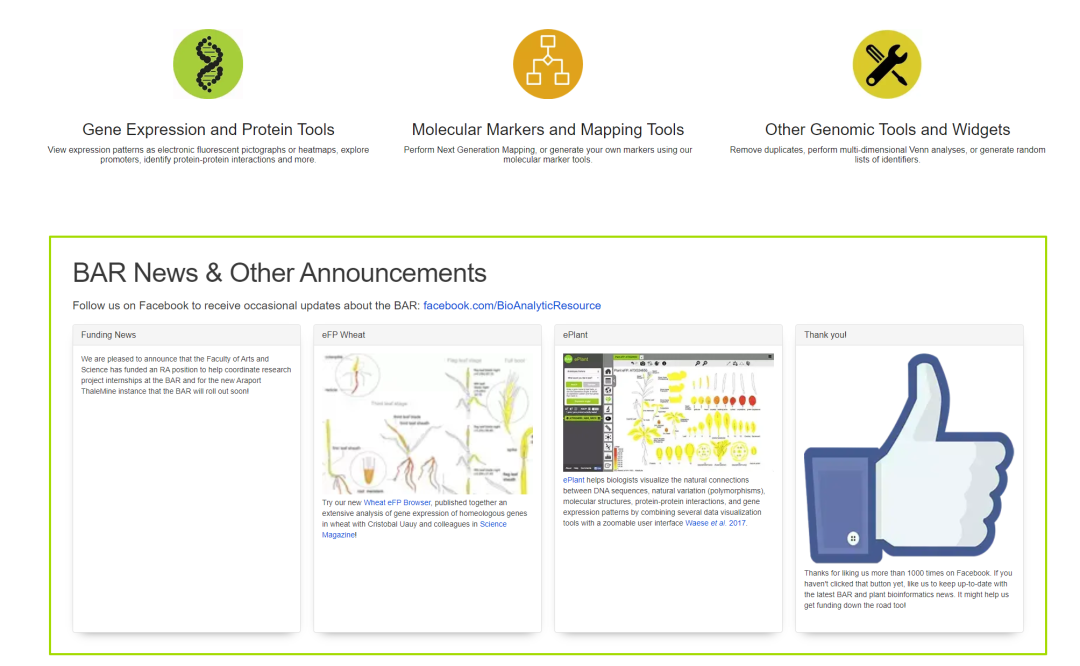 Gene Expression and Protein Tools
View expression patterns as electronic fluorescent pictographs or heatmaps, explore
promoters, identify protein-protein interactions and more.
Molecular Markers and Mapping Tools
Perform Next Generation Mapping, or generate your own markers using our
molecular marker tools.
Other Genomic Tools and Widgets
Remove duplicates, perform multi-dimensional Venn analyses, or generate random
lists of identifiers.
BAR News & Other Announcements
Follow us on Facebook to receive occasional updates about the BAR: facebook.com/BioAnalyticResource
Funding News
We are pleased to announce that the Faculty of Arts and
Science has funded an RA position to help coordinate research
project internships at the BAR and for the new Araport
ThaleMine instance that the BAR will roll out soon!
eFP Wheat
Flag leaf stage
Third leaf stage
Try our new Wheat eFP Browser, published together an
extensive analysis of gene expression of homeologous genes
in wheat with Cristobal Uauy and colleagues in Science
Magazine!
ePlant
ePlant
ePlant helps biologists visualize the natural connections
between DNA sequences, natural variation (polymorphisms),
molecular structures, protein-protein interactions, and gene
expression patterns by combining several data visualization
tools with a zoomable user interface Waese et al. 2017.
Thank you!
Thanks for liking us more than 1000 times on Facebook. If you
haven't clicked that button yet, like us to keep up-to-date with
the latest BAR and plant bioinformatics news. It might help us
get funding down the road too!